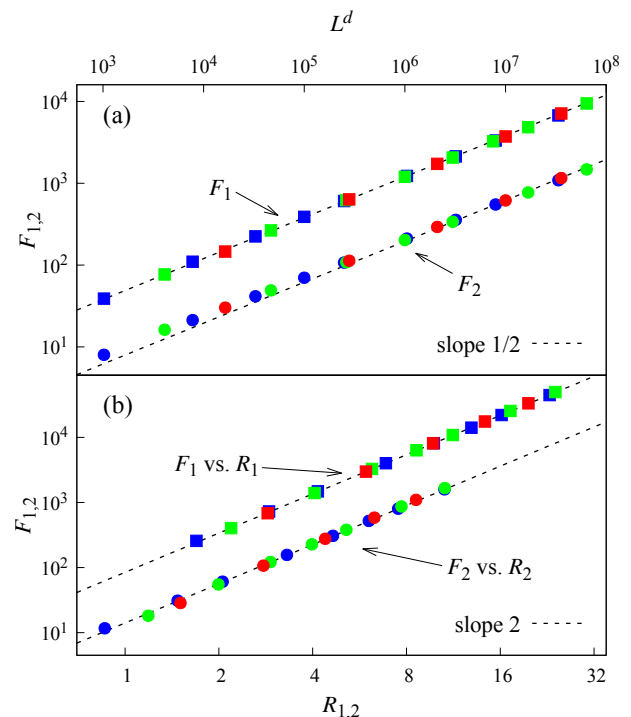 L^d
10^3 10^4 10^5 10^6 10^7 10^8
(a)
10^4
10^3
10^2
10^1
F_{1,2}
F_1
F_2
slope 1/2
(b)
10^4
10^3
10^2
10^1
F_{1,2}
F_1 vs. R_1
F_2 vs. R_2
slope 2
1 2 4 8 16 32
R_{1,2}